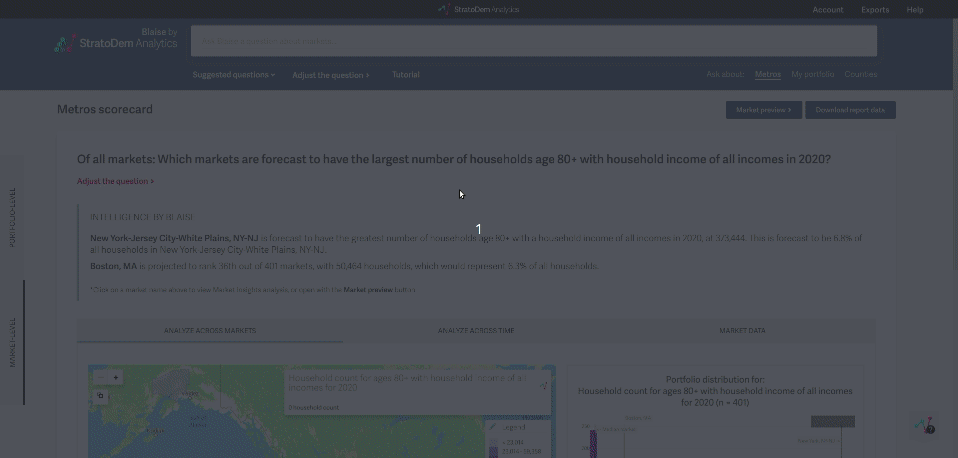 StratoDem Analytics
Account Exports Help
Blaise by
StratoDem Analytics
Suggested questions Adjust the question › Tutorial
Ask about: Metros My portfolio Counties
Metros scorecard
Market preview › Download report data
Of all markets: Which markets are forecast to have the largest number of households age 80+ with household income of all incomes in 2020?
Adjust the question ›
PORTFOLIO-LEVEL
MARKET-LEVEL
INTELLIGENCE BY BLAISE
1
New York-Jersey City-White Plains, NY-NJ is forecast to have the greatest number of households age 80+ with a household income of all incomes in 2020, at 373,444. This is forecast to be 6.8% of
all households in New York-Jersey City-White Plains, NY-NJ.
Boston, MA is projected to rank 36th out of 401 markets, with 50,464 households, which would represent 5.3% of all households.
*Click on a market name above to view Market Insights analysis, or open with the Market preview button.
ANALYZE ACROSS MARKETS ANALYZE ACROSS TIME MARKET DATA
Household count for ages 80+ with household income of all
incomes for 2020
Household count
Legend
Portfolio distribution for:
Household count for ages 80+ with household income of all incomes
for 2020 (n = 401)